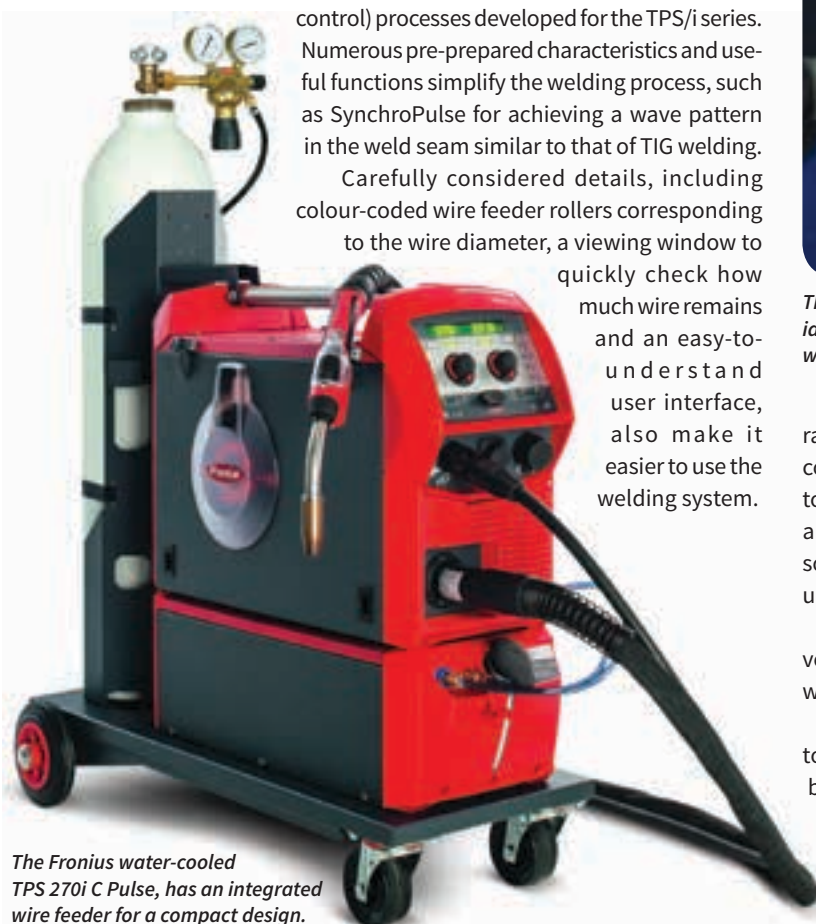 control) processes developed for the TPS/i series.
Numerous pre-prepared characteristics and use-
ful functions simplify the welding process, such
as SynchroPulse for achieving a wave pattern
in the weld seam similar to that of TIG welding.
Carefully considered details, including
colour-coded wire feeder rollers corresponding
to the wire diameter, a viewing window to
quickly check how
much wire remains
and an easy-to-
understand
user interface,
also make it
easier to use the
welding system.
The Fronius water-cooled
TPS 270i C Pulse, has an integrated
wire feeder for a compact design.